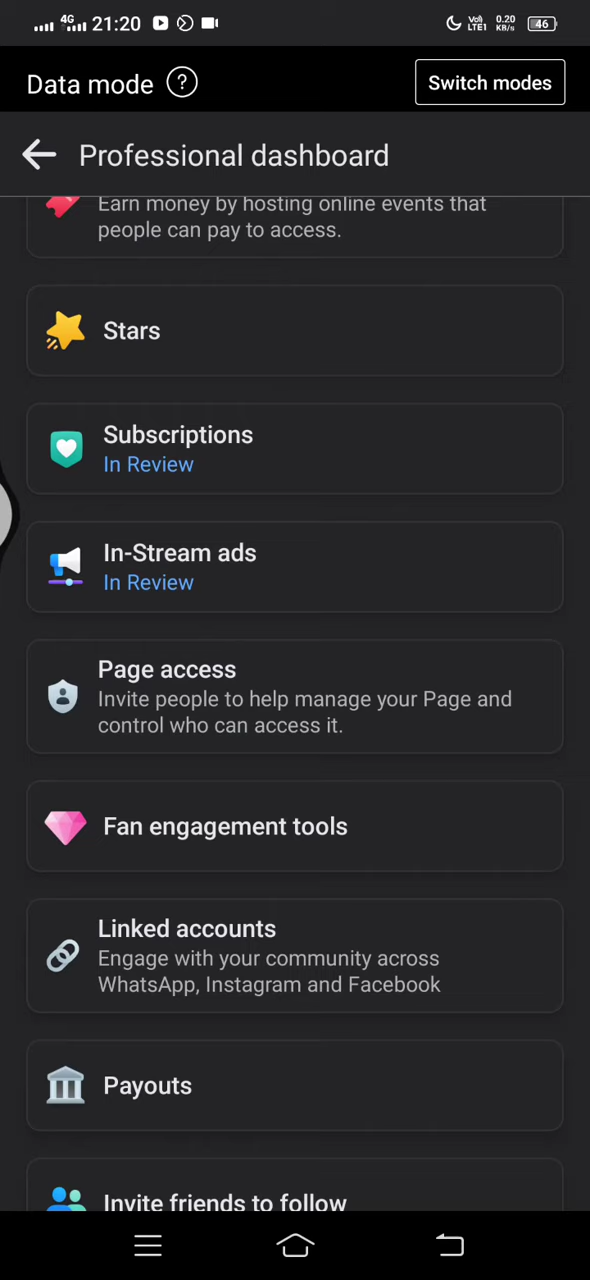 4G 21:20 Vo) LTE1 0.20 KB/s 46
Data mode ? Switch modes
Professional dashboard
Earn money by hosting online events that
people can pay to access.
Stars
Subscriptions
In Review
In-Stream ads
In Review
Page access
Invite people to help manage your Page and
control who can access it.
Fan engagement tools
Linked accounts
Engage with your community across
WhatsApp, Instagram and Facebook
Payouts
Invite friends to follow